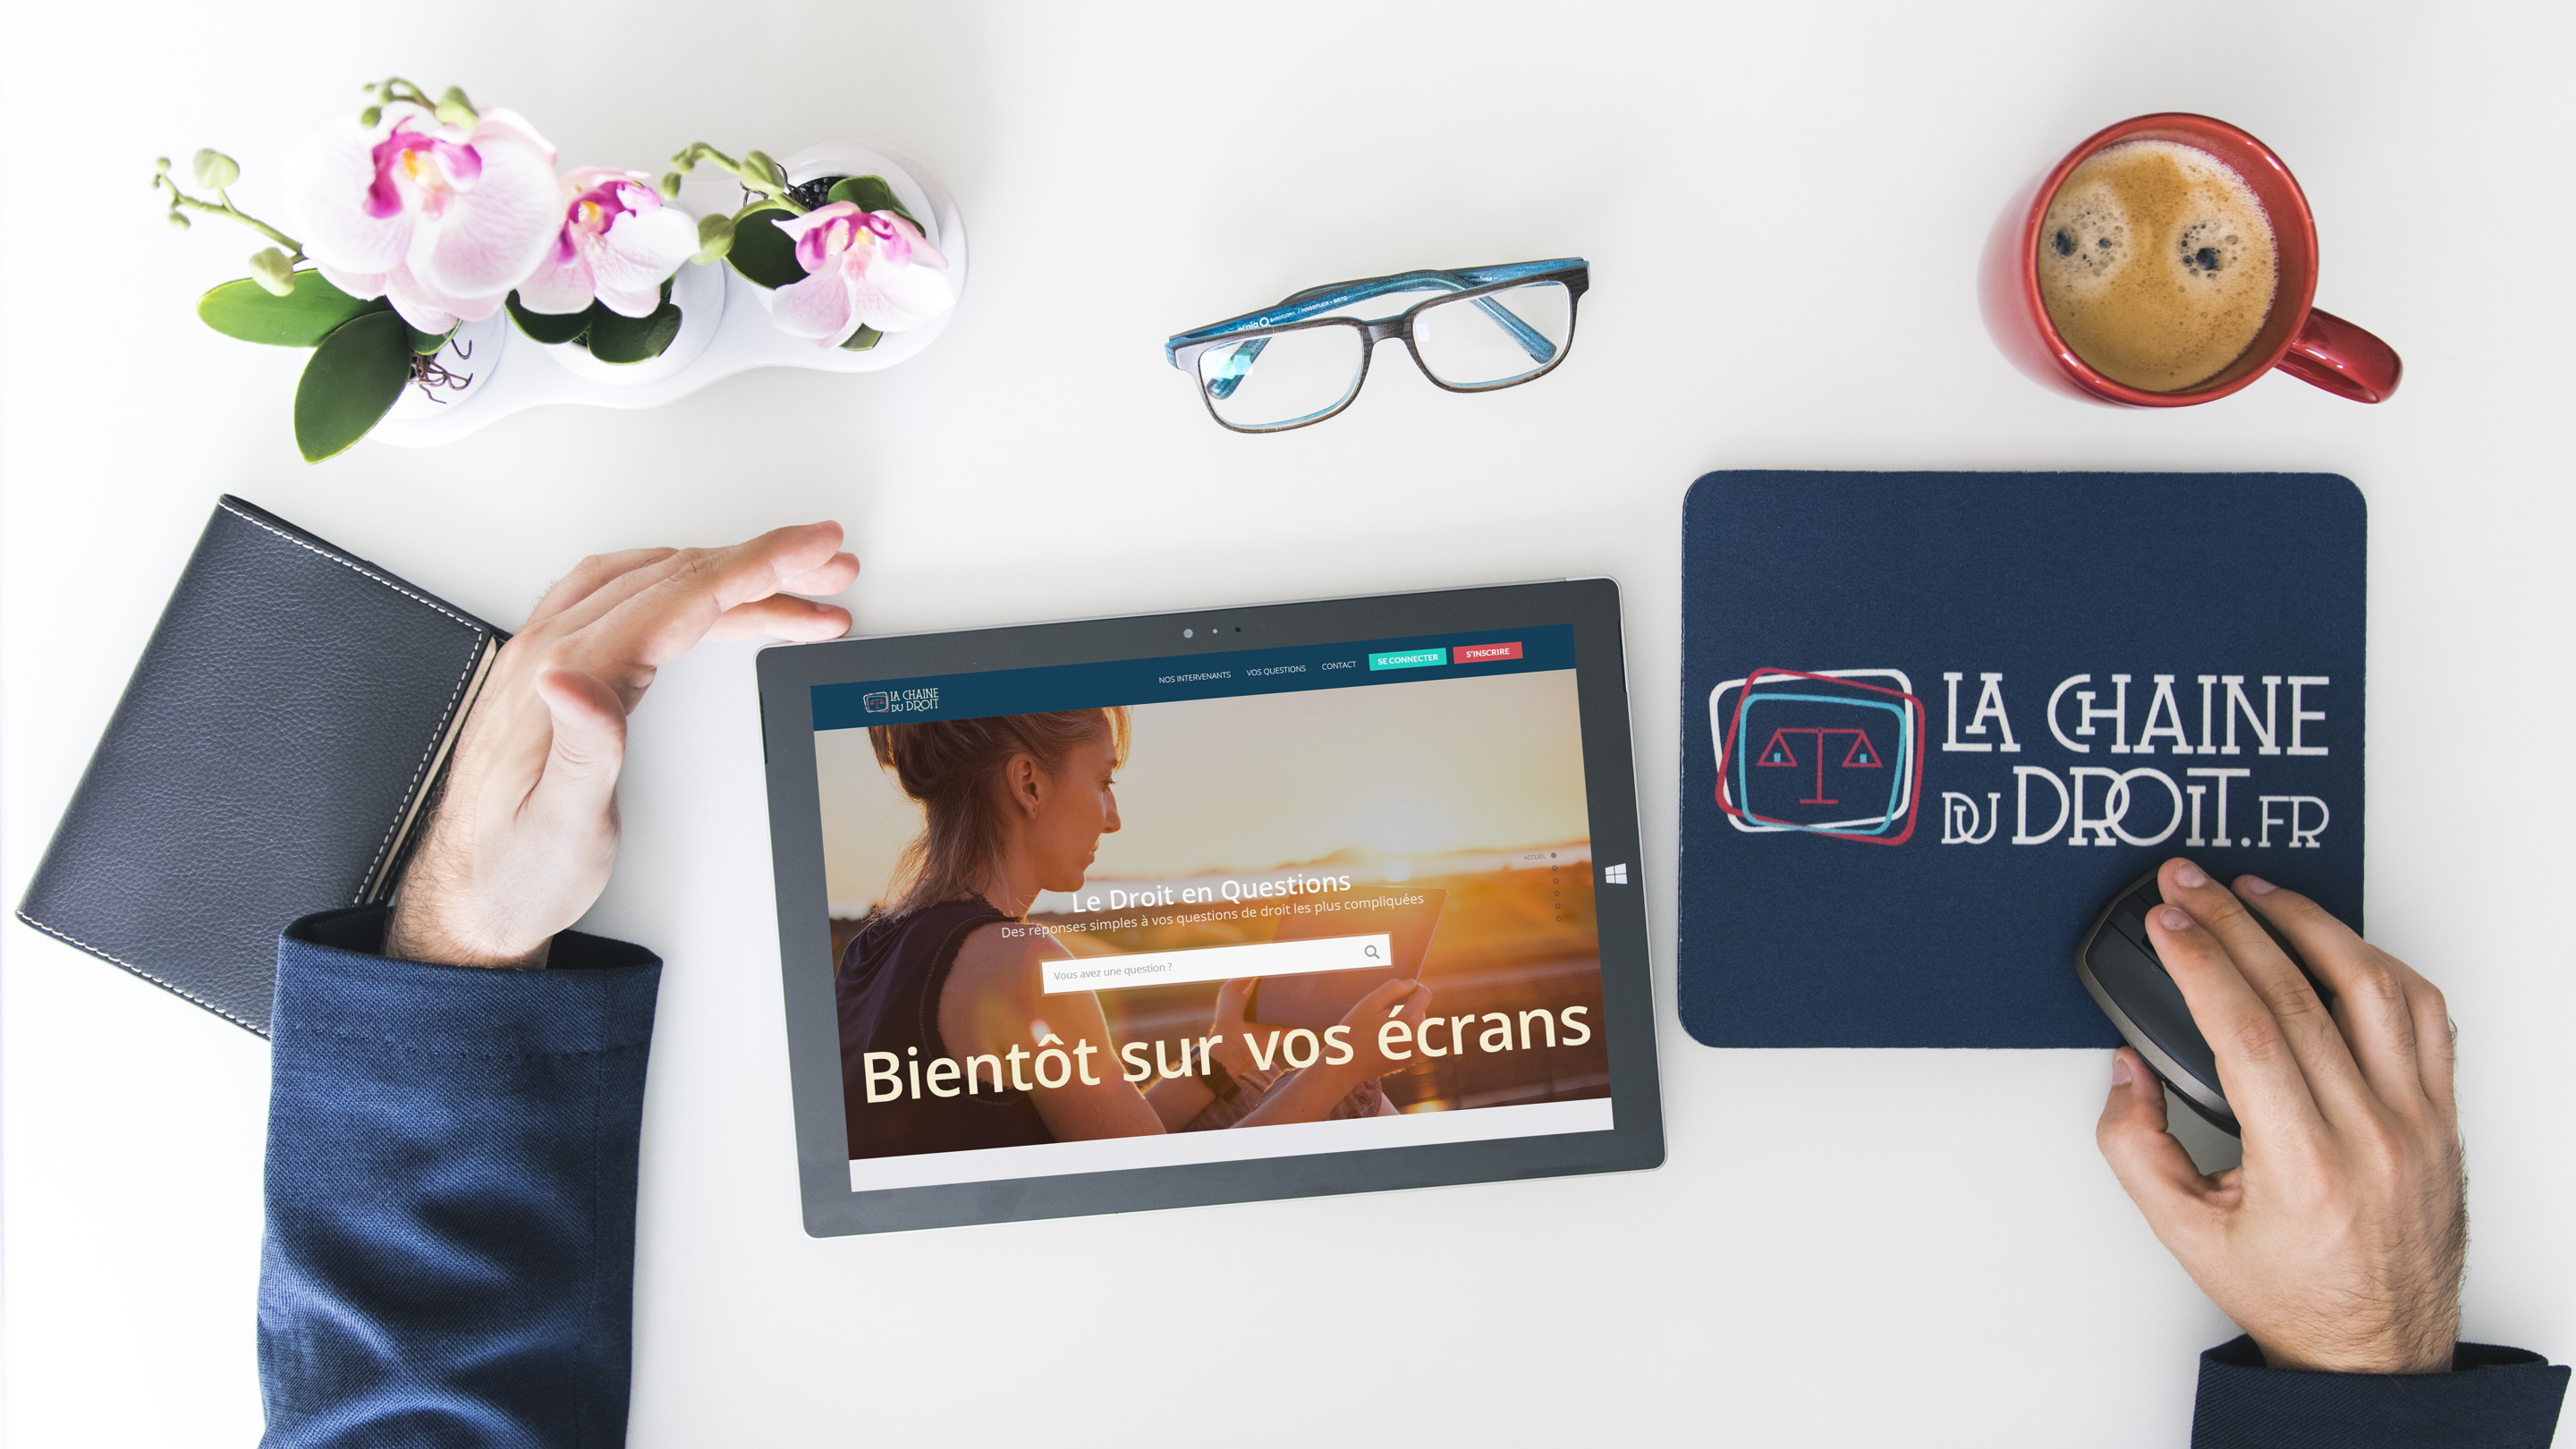 BARCELONA
LA CHAINE
DU DROIT
NOS INTERVENANTS
VOS QUESTIONS
CONTACT
SE CONNECTER
S'INSCRIRE
ACCUEIL
Le Droit en Questions
Des réponses simples à vos questions de droit les plus compliquées
Vous avez une question ?
Bientôt sur vos écrans
LA CHAINE
DU DROIT.FR